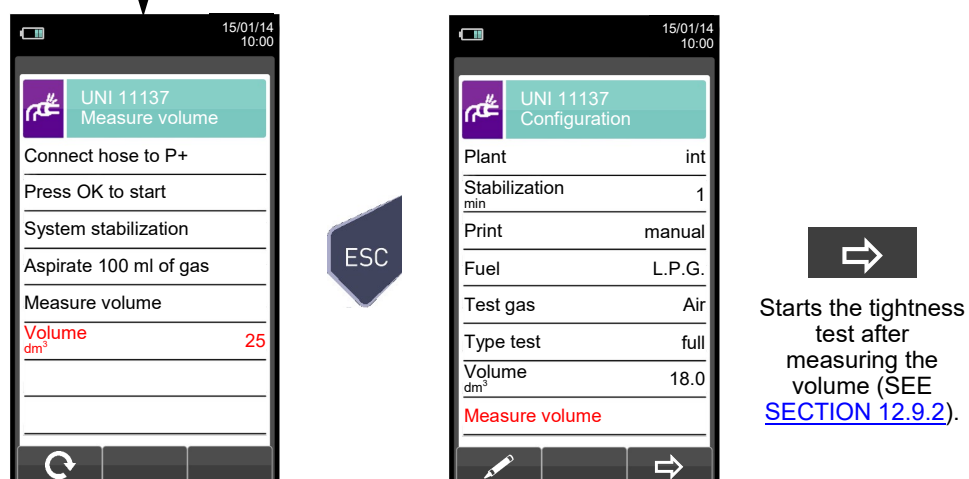 15/01/14
10:00
UNI 11137
Measure volume
Connect hose to P+
Press OK to start
System stabilization
Aspirate 100 ml of gas
Measure volume
Volume 25
dm³
ESC
15/01/14
10:00
UNI 11137
Configuration
Plant int
Stabilization 1
min
Print manual
Fuel L.P.G.
Test gas Air
Type test full
Volume 18.0
dm³
Measure volume
Starts the tightness
test after
measuring the
volume (SEE
SECTION 12.9.2).